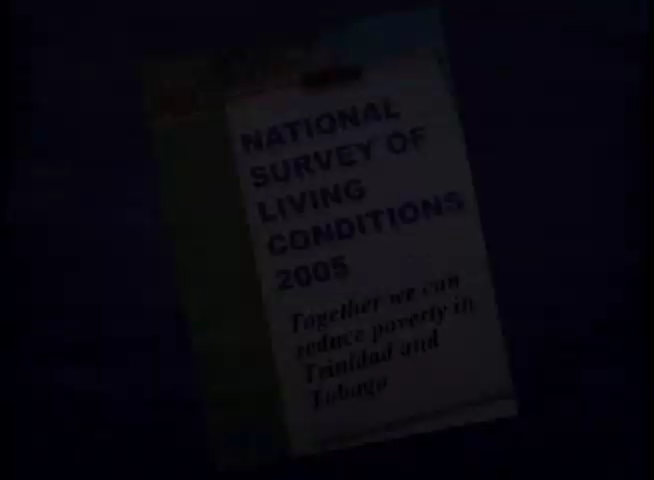 NATIONAL
SURVEY OF
LIVING
CONDITIONS
2005
Together we can
reduce poverty in
Trinidad and
Tobago